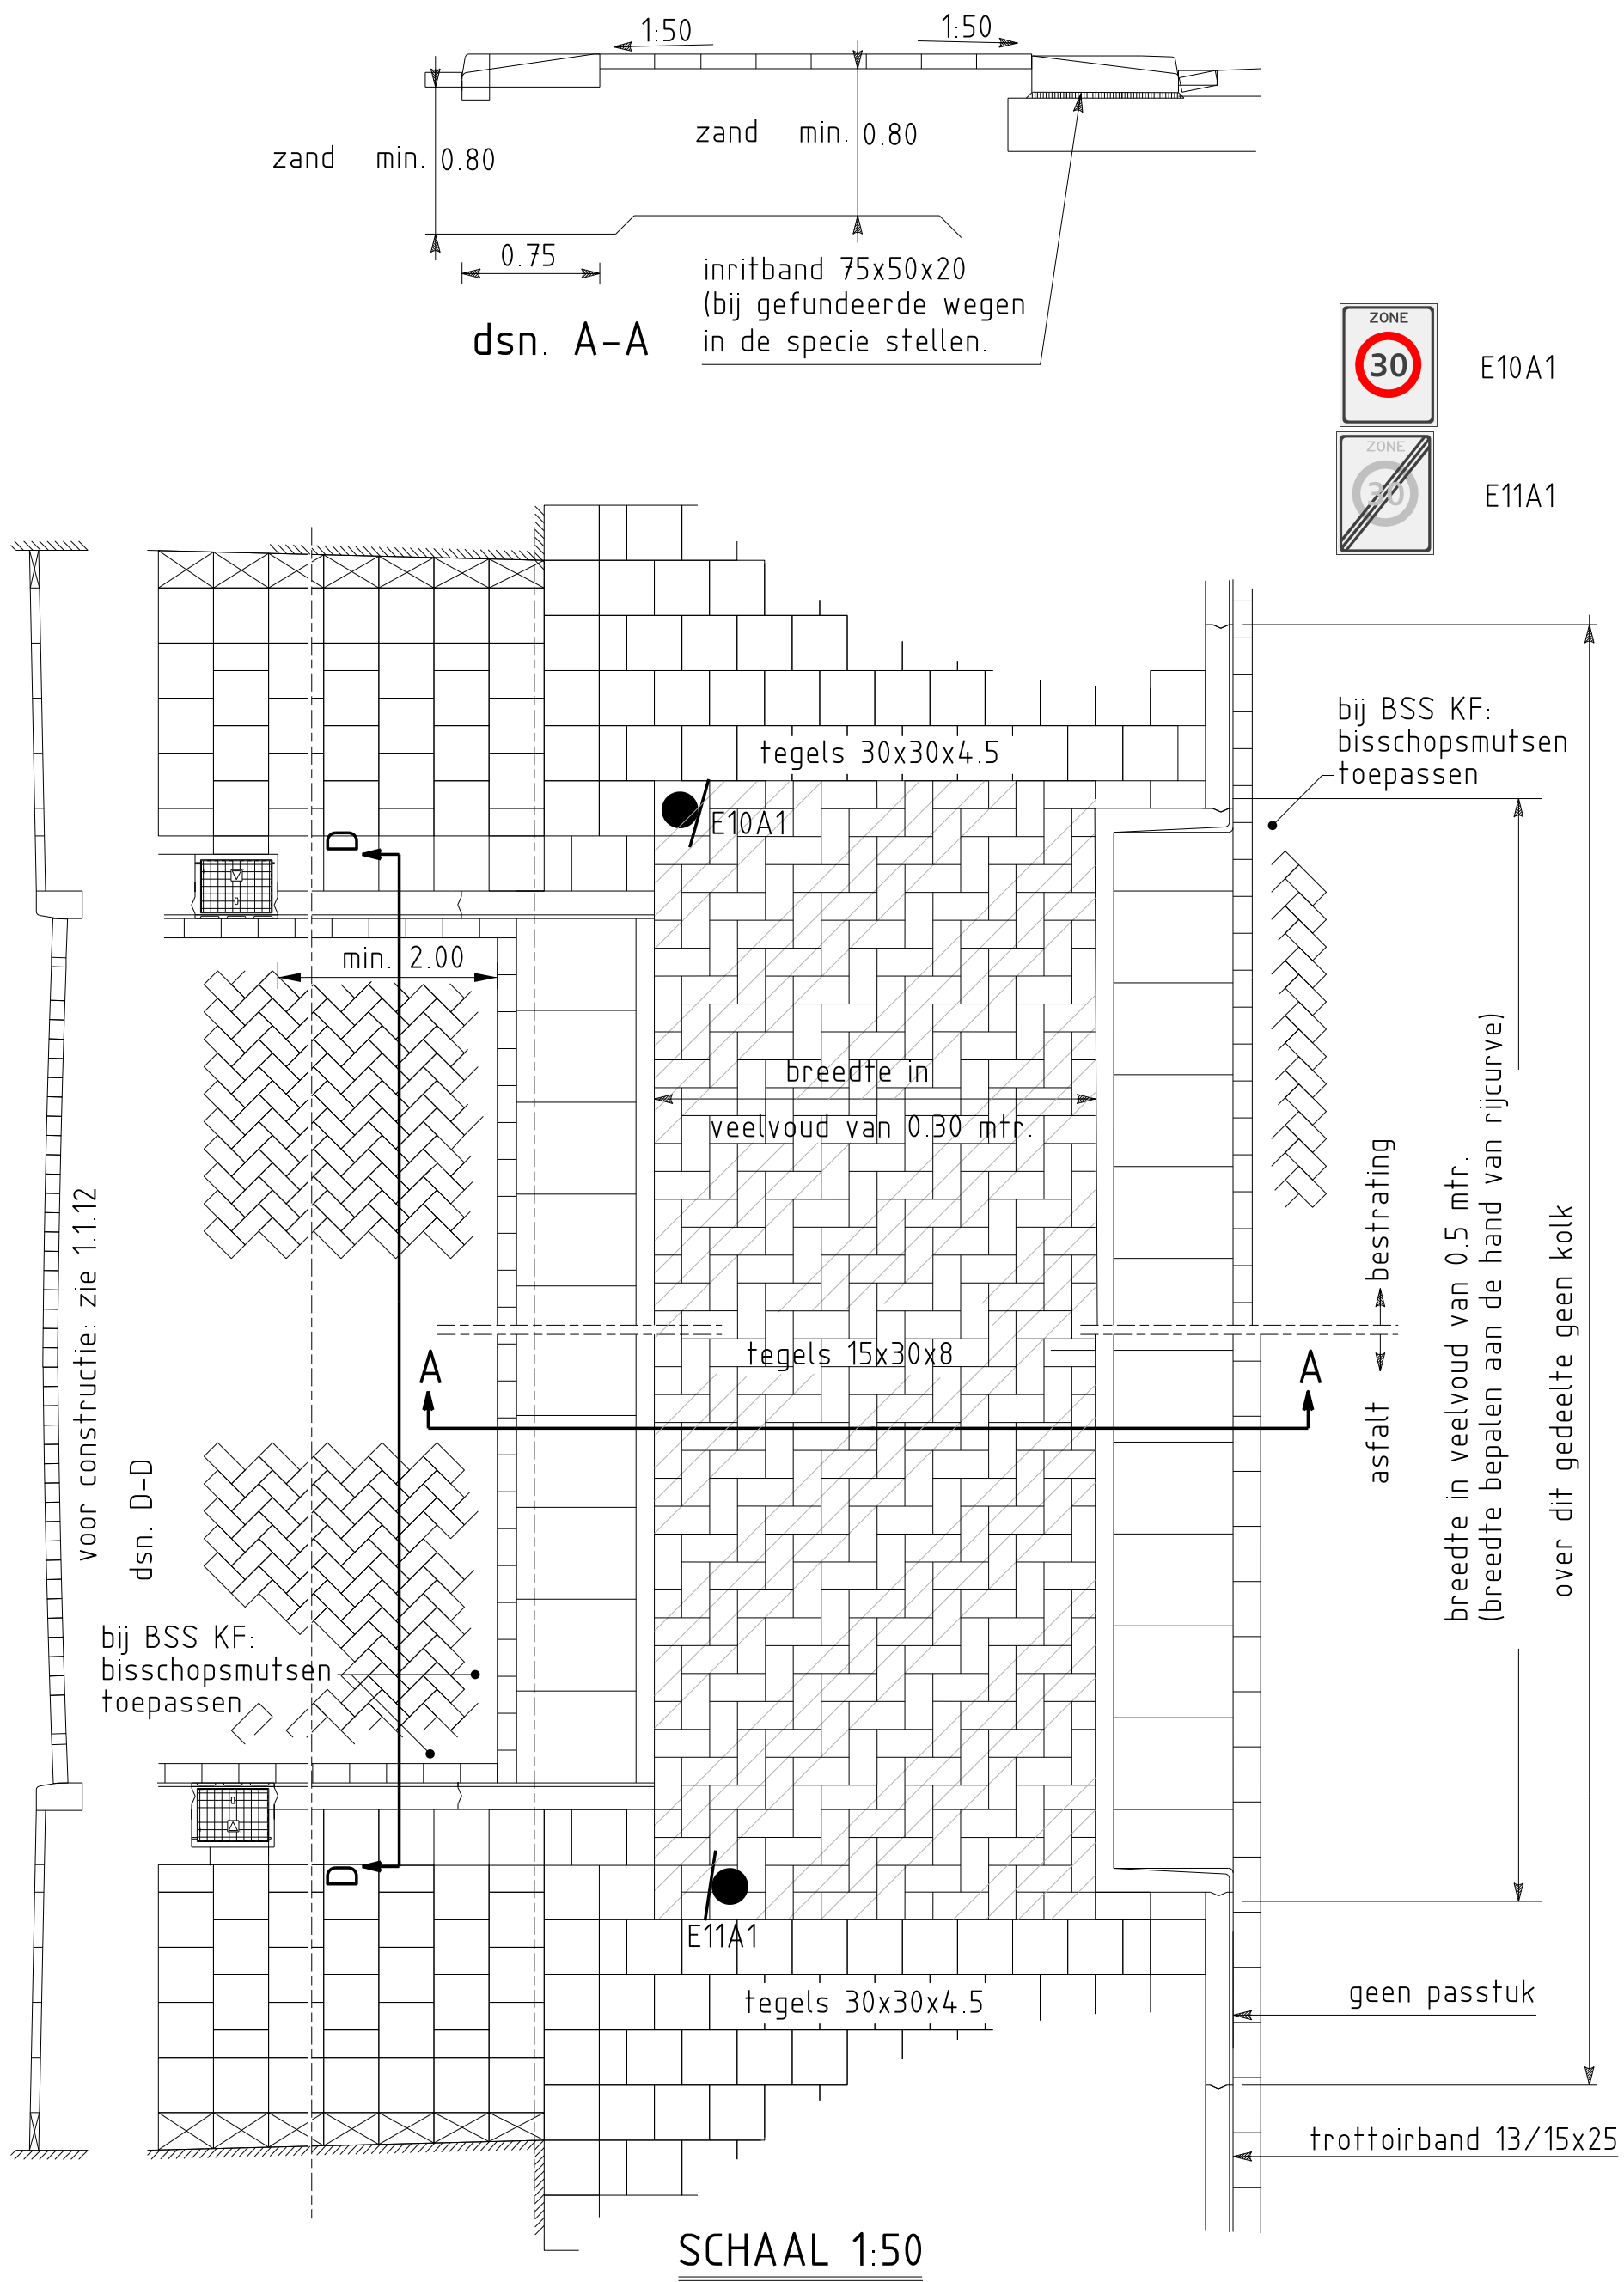 1:50
1:50
zand min. 0.80
zand min. 0.80
0.75
inritband 75x50x20
(bij gefundeerde wegen
in de specie stellen.
dsn. A-A
ZONE
30
E10A1
ZONE
30
E11A1
bij BSS KF:
bisschopsmutsen
toepassen
tegels 30x30x4.5
E10A1
D
min. 2.00
breedte in
veelvoud van 0.30 mtr.
voor constructie: zie 1.11.12
dsn. D-D
tegels 15x30x8
A
A
bestrating
asfalt
breedte in veelvoud van 0.5 mtr.
(breedte bepalen aan de hand van rijcurve)
over dit gedeelte geen kolk
bij BSS KF:
bisschopsmutsen
toepassen
D
E11A1
tegels 30x30x4.5
geen passtuk
trottoirband 13/15x25
SCHAAL 1:50